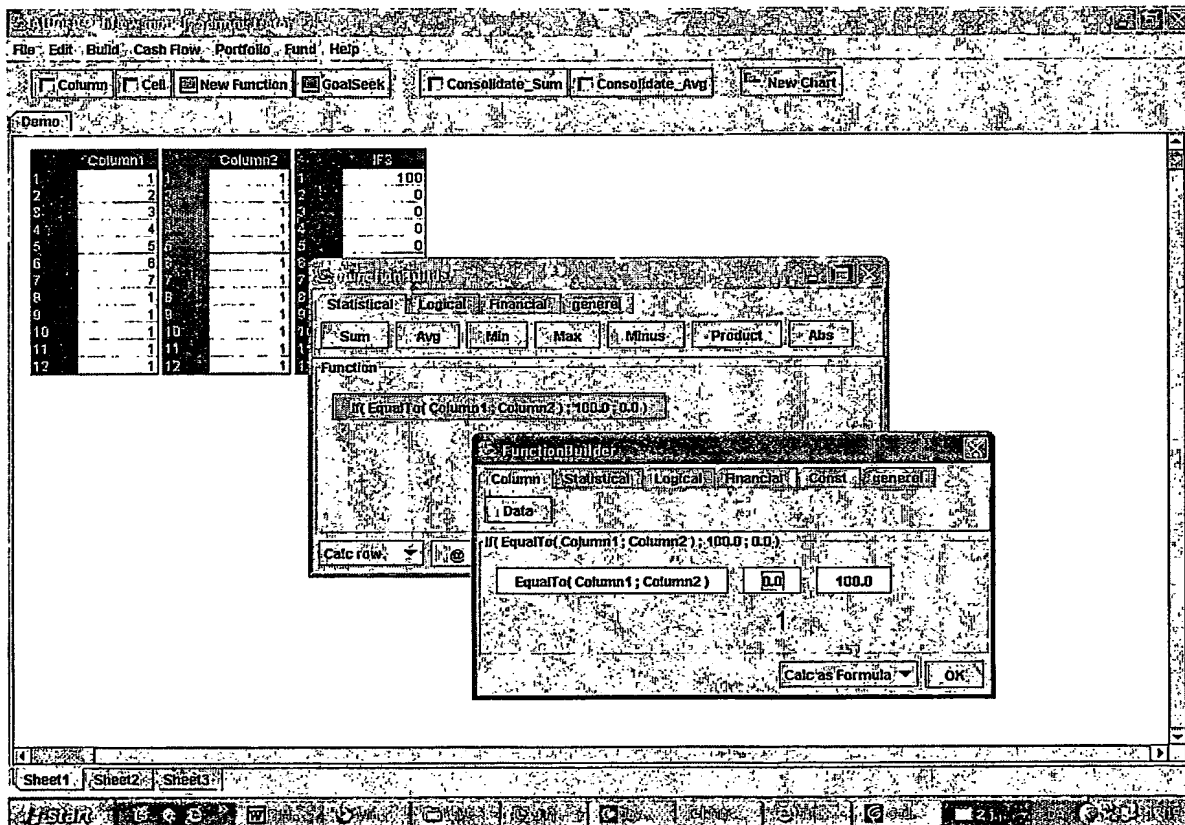 File Edit Build Cash Flow Portfolio Fund Help
Column Cell New Function GoalSeek Consolidate_Sum Consolidate_Avg New Chart
Demo
Column1 Column2 IF3
1 1 1 1 1 100
2 2 1 2 0
3 3 1 3 0
4 4 1 4 0
5 5 1 5 0
6 6 1 6
7 7 1
8 1 8 1 8
9 1 9 1 9
10 1 10 1
11 1 11 1
12 1 12 1
FunctionBuilder
Statistical Logical Financial general
Sum Avg Min Max Minus Product Abs
Function
If( EqualTo( Column1 ; Column2 ) ; 100.0 ; 0.0 )
Calc row @
FunctionBuilder
Column Statistical Logical Financial Const general
Data
If( EqualTo( Column1 ; Column2 ) ; 100.0 ; 0.0 )
EqualTo( Column1 ; Column2 ) 0.0 100.0
1
Calc as Formula OK
Sheet1 Sheet2 Sheet3
start